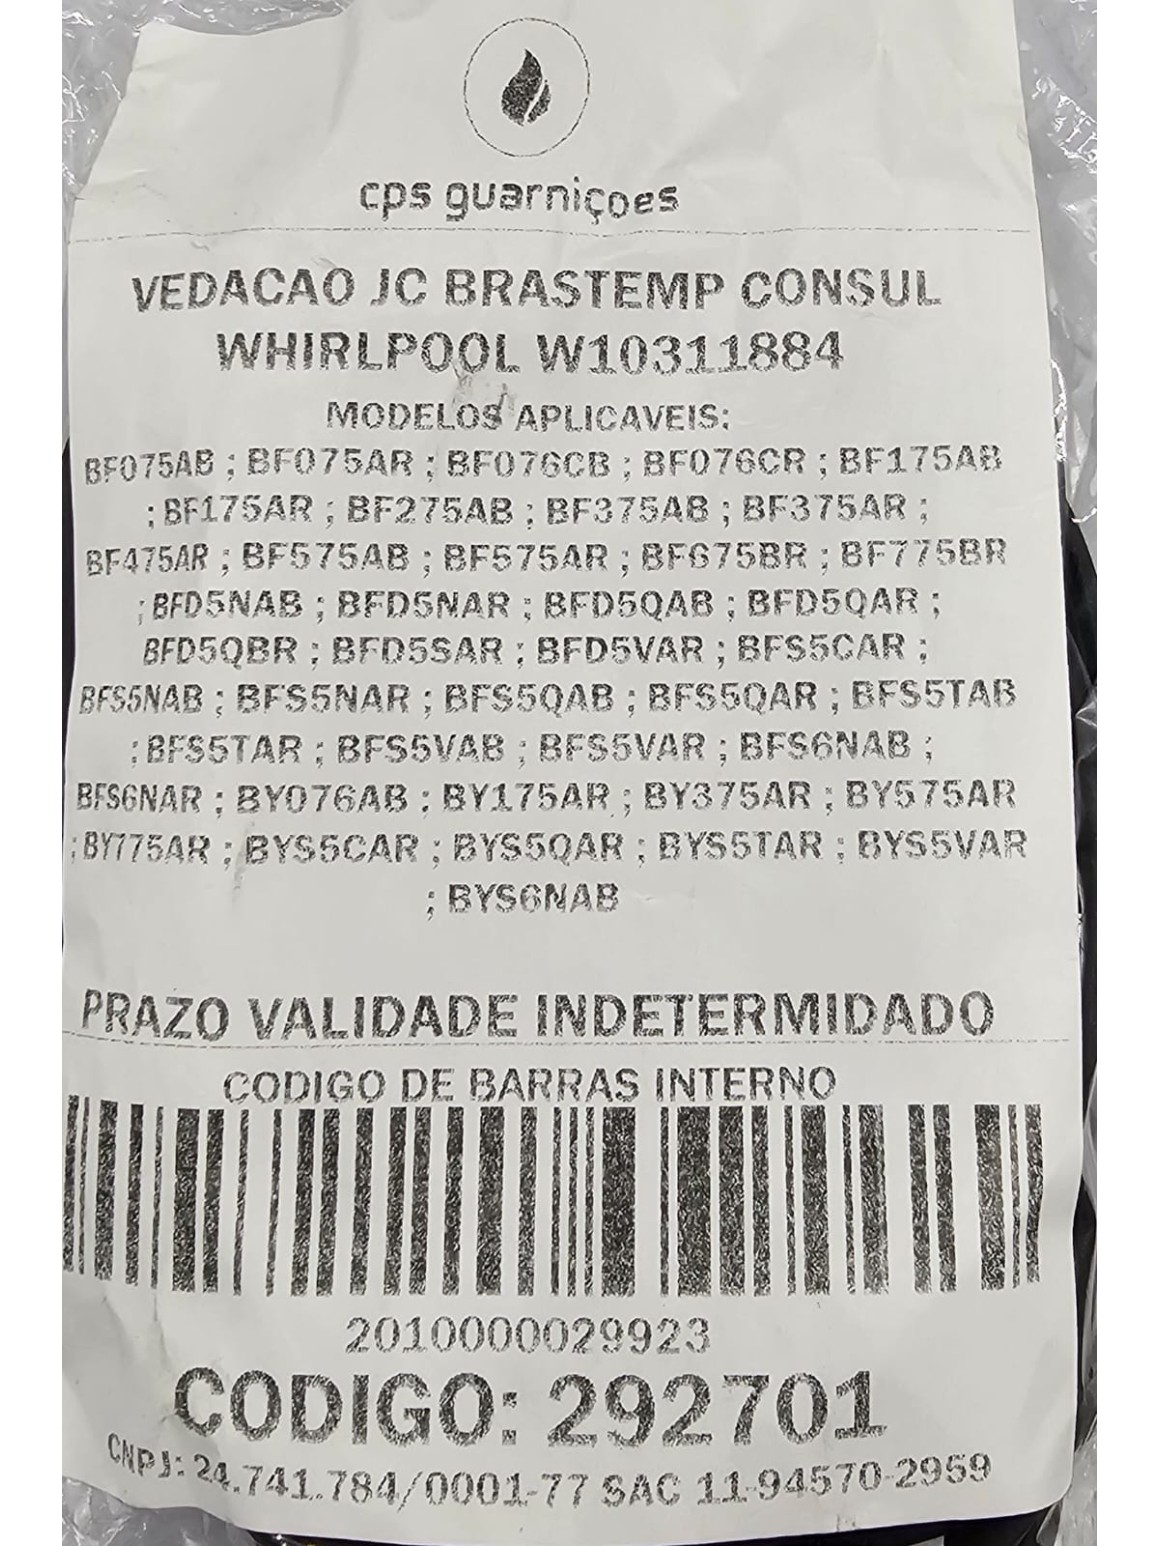 cps guarniçoes
VEDACAO JC BRASTEMP CONSUL
WHIRLPOOL W10311884
MODELOS APLICAVEIS:
BF075AB ; BF075AR ; BF076CB ; BF076CR ; BF175AB
; BF175AR ; BF275AB ; BF375AB ; BF375AR ;
BF475AR ; BF575AB ; BF575AR ; BF675BR ; BF775BR
; BFD5NAB ; BFD5NAR ; BFD5QAB ; BFD5QAR ;
BFD5QBR ; BFD5SAR ; BFD5VAR ; BFS5CAR ;
BFS5NAB ; BFS5NAR ; BFS5QAB ; BFS5QAR ; BFS5TAB
; BFS5TAR ; BFS5VAB ; BFS5VAR ; BFS6NAB ;
BFS6NAR ; BY076AB ; BY175AR ; BY375AR ; BY575AR
; BY775AR ; BYS5CAR ; BYS5QAR ; BYS5TAR ; BYS5VAR
; BYS6NAB
PRAZO VALIDADE INDETERMIDADO
CODIGO DE BARRAS INTERNO
2010000029923
CODIGO: 292701
CNPJ: 24.741.784/0001-77 SAC 11-94570-2959